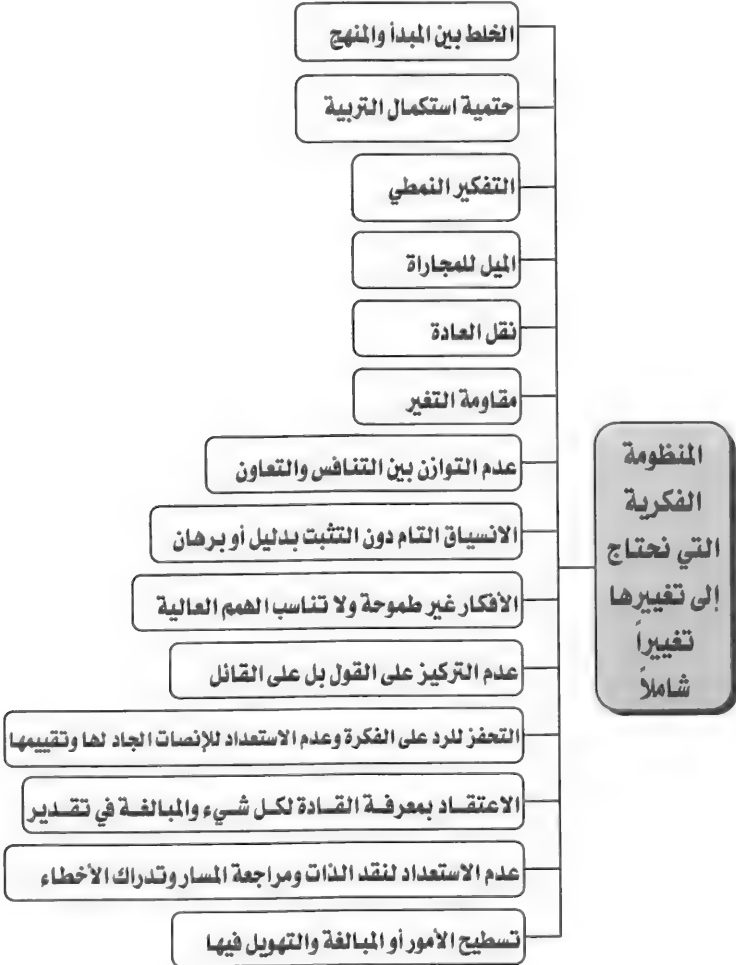 الخلط بين المبدأ والمنهج
حتمية استكمال التربية
التفكير النمطي
الميل للمجاراة
نقل العادة
مقاومة التغير
عدم التوازن بين التنافس والتعاون
الانسياق التام دون التثبت بدليل أو برهان
الأفكار غير طموحة ولا تناسب الهمم العالية
عدم التركيز على القول بل على القائل
التحفز للرد على الفكرة وعدم الاستعداد للإنصات الجاد لها وتقييمها
الاعتقاد بمعرفة القادة لكل شيء والمبالغة في تقدير
عدم الاستعداد لنقد الذات ومراجعة المسار وتدراك الأخطاء
تسطيح الأمور أو المبالغة والتهويل فيها
المنظومة
الفكرية
التي نحتاج
إلى تغييرها
تغييراً
شاملاً